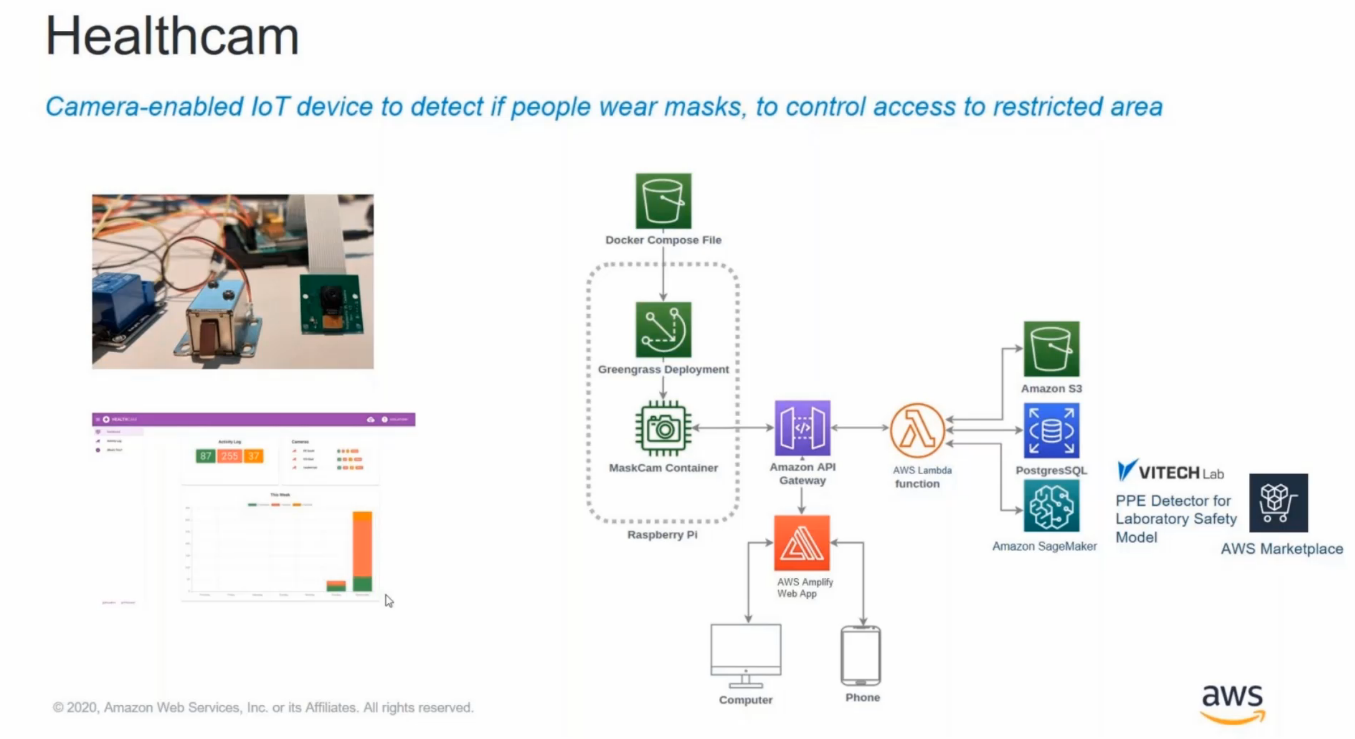 Healthcam
Camera-enabled IoT device to detect if people wear masks, to control access to restricted area
Docker Compose File
Greengrass Deployment
MaskCam Container
Raspberry Pi
Amazon API
Gateway
AWS Lambda
function
Amazon S3
PostgresSQL
Amazon SageMaker
VITECH Lab
PPE Detector for
Laboratory Safety
Model
AWS Marketplace
AWS Amplify
Web App
Computer
Phone
HEALTHCAM
Activity Log
87 255 37
Cameras
This Week
© 2020, Amazon Web Services, Inc. or its Affiliates. All rights reserved.
aws